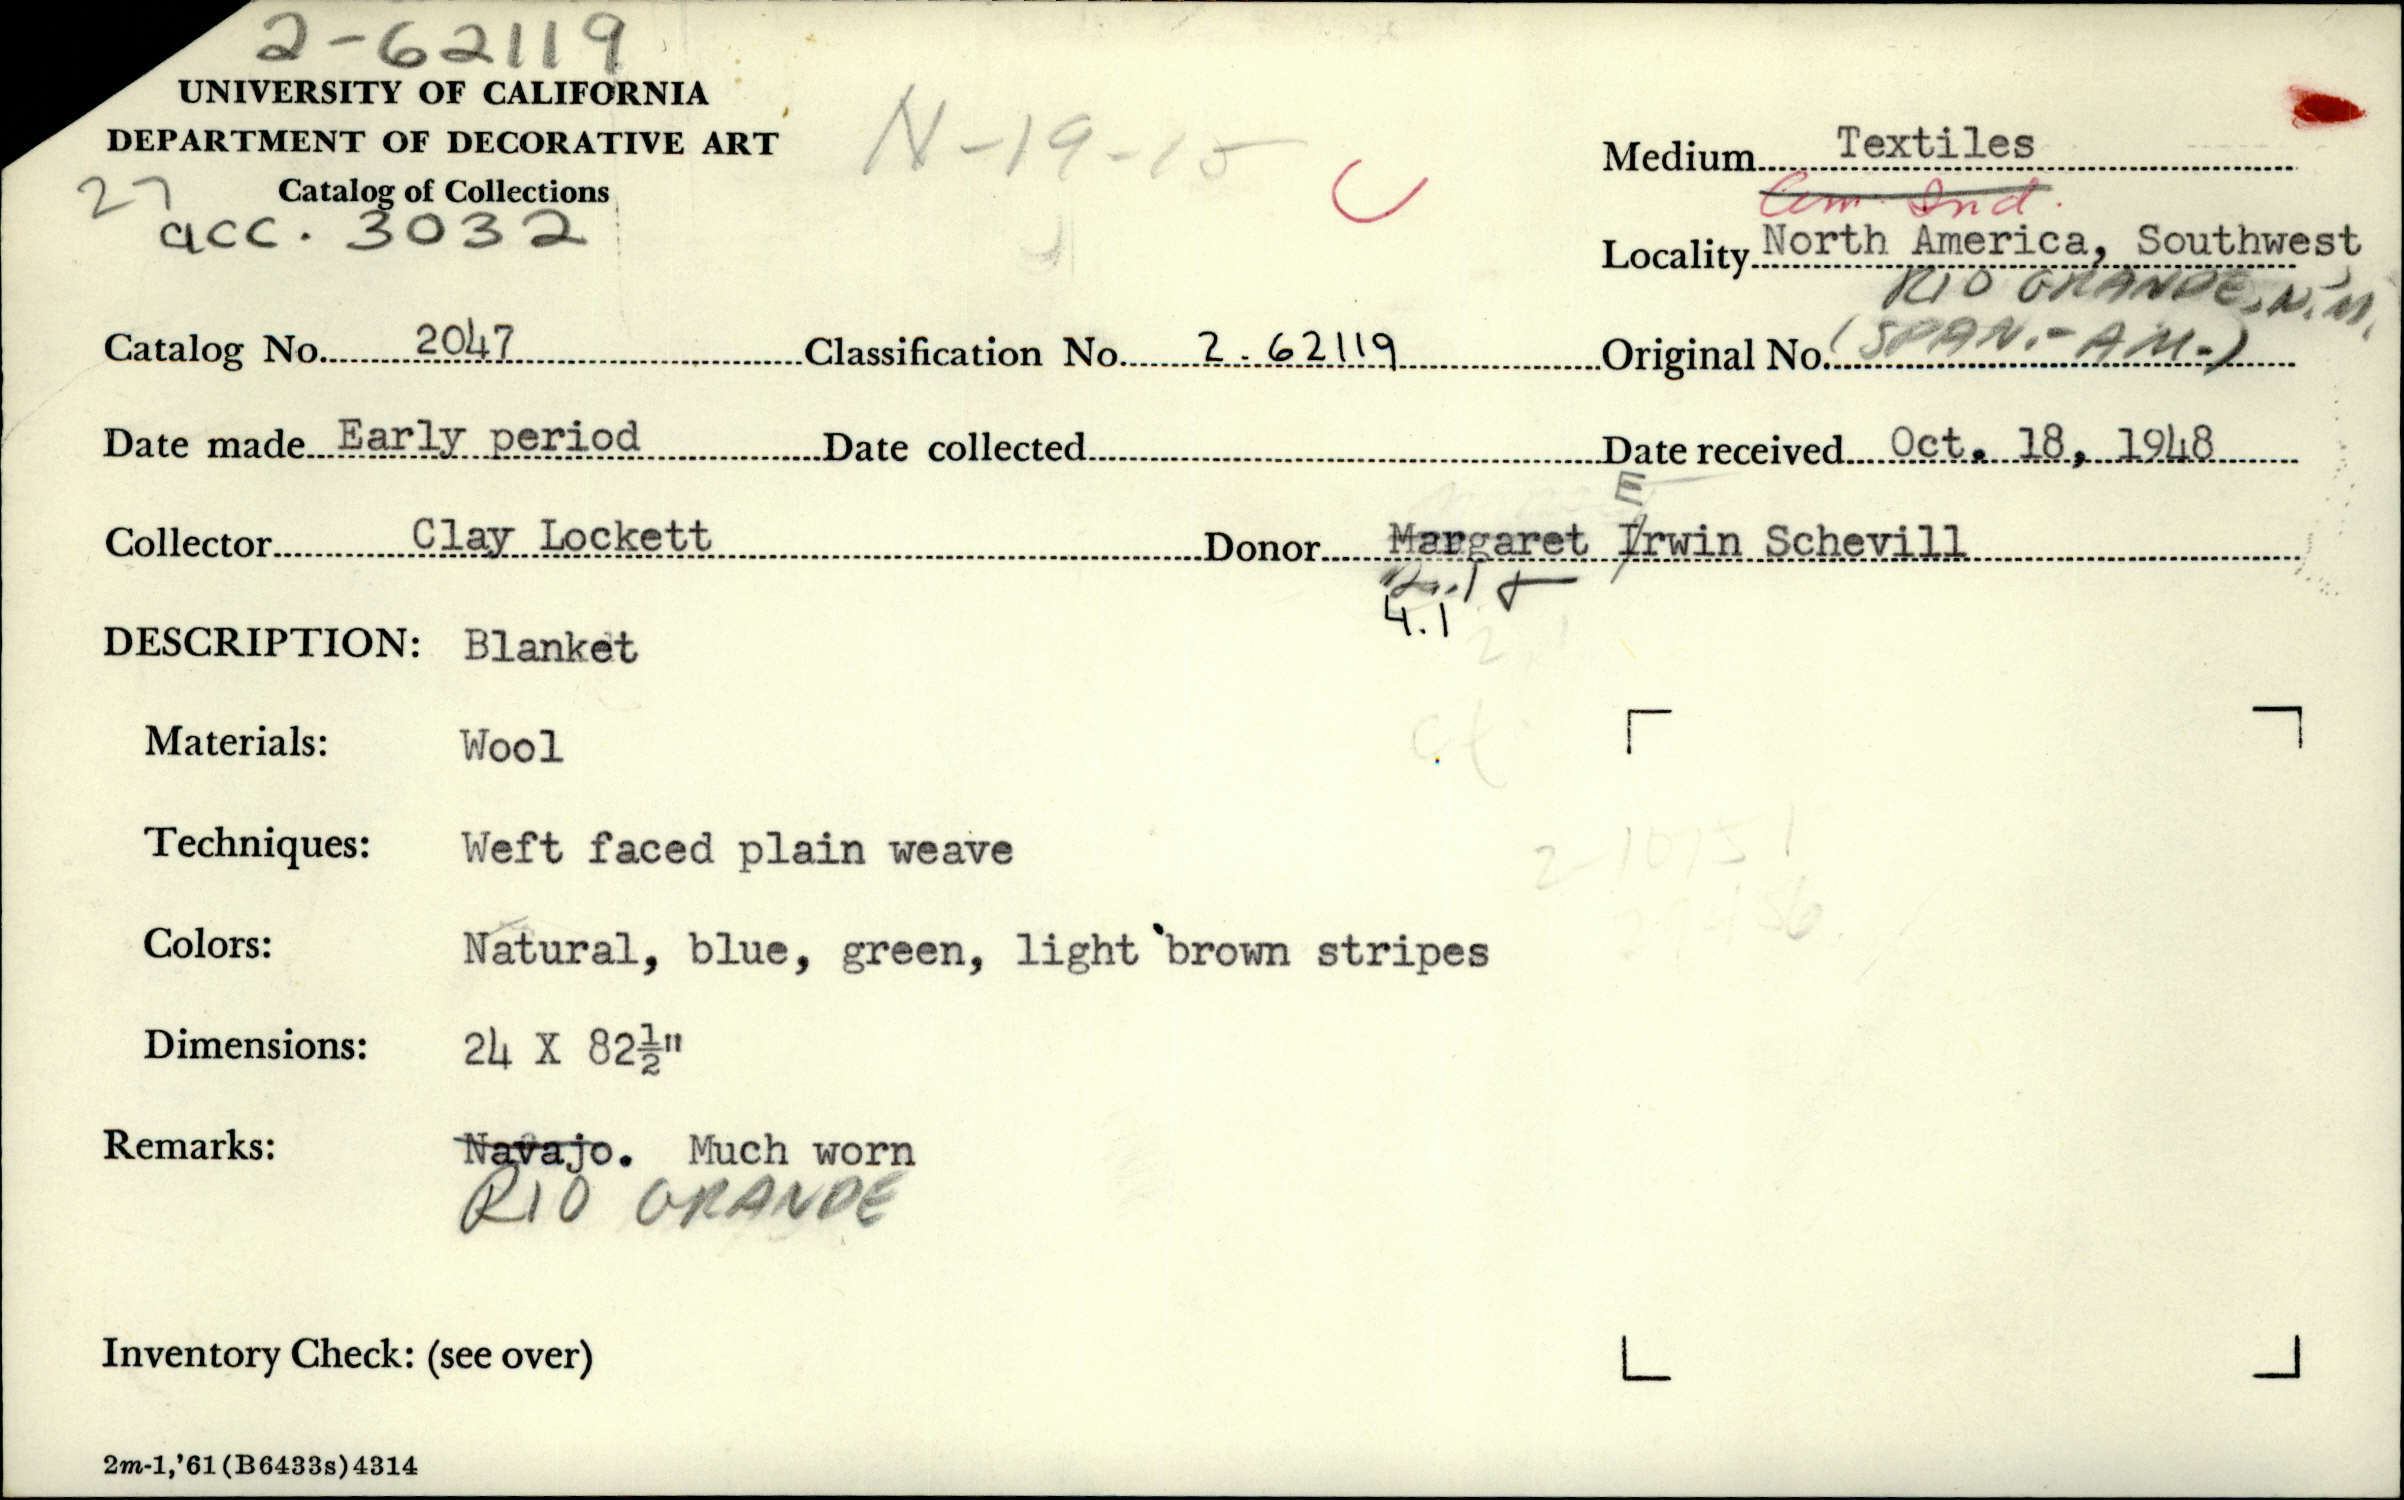 2-62119
UNIVERSITY OF CALIFORNIA
DEPARTMENT OF DECORATIVE ART
Catalog of Collections
27
acc. 3032
N-19-15
C
Medium Textiles
Am. Ind.
Locality North America, Southwest
RIO GRANDE, N.M.
(SPAN.-AM.)
Catalog No. 2047 Classification No. 2-62119 Original No.
Date made Early period Date collected Date received Oct. 18, 1948
E
Collector Clay Lockett Donor Margaret Irwin Schevill
4.1
DESCRIPTION: Blanket
cf
Materials: Wool
Techniques: Weft faced plain weave
Colors: Natural, blue, green, light brown stripes
Dimensions: 24 X 82½"
Remarks: Navajo. Much worn
RIO GRANDE
Inventory Check: (see over)
2m-1,'61(B6433s)4314